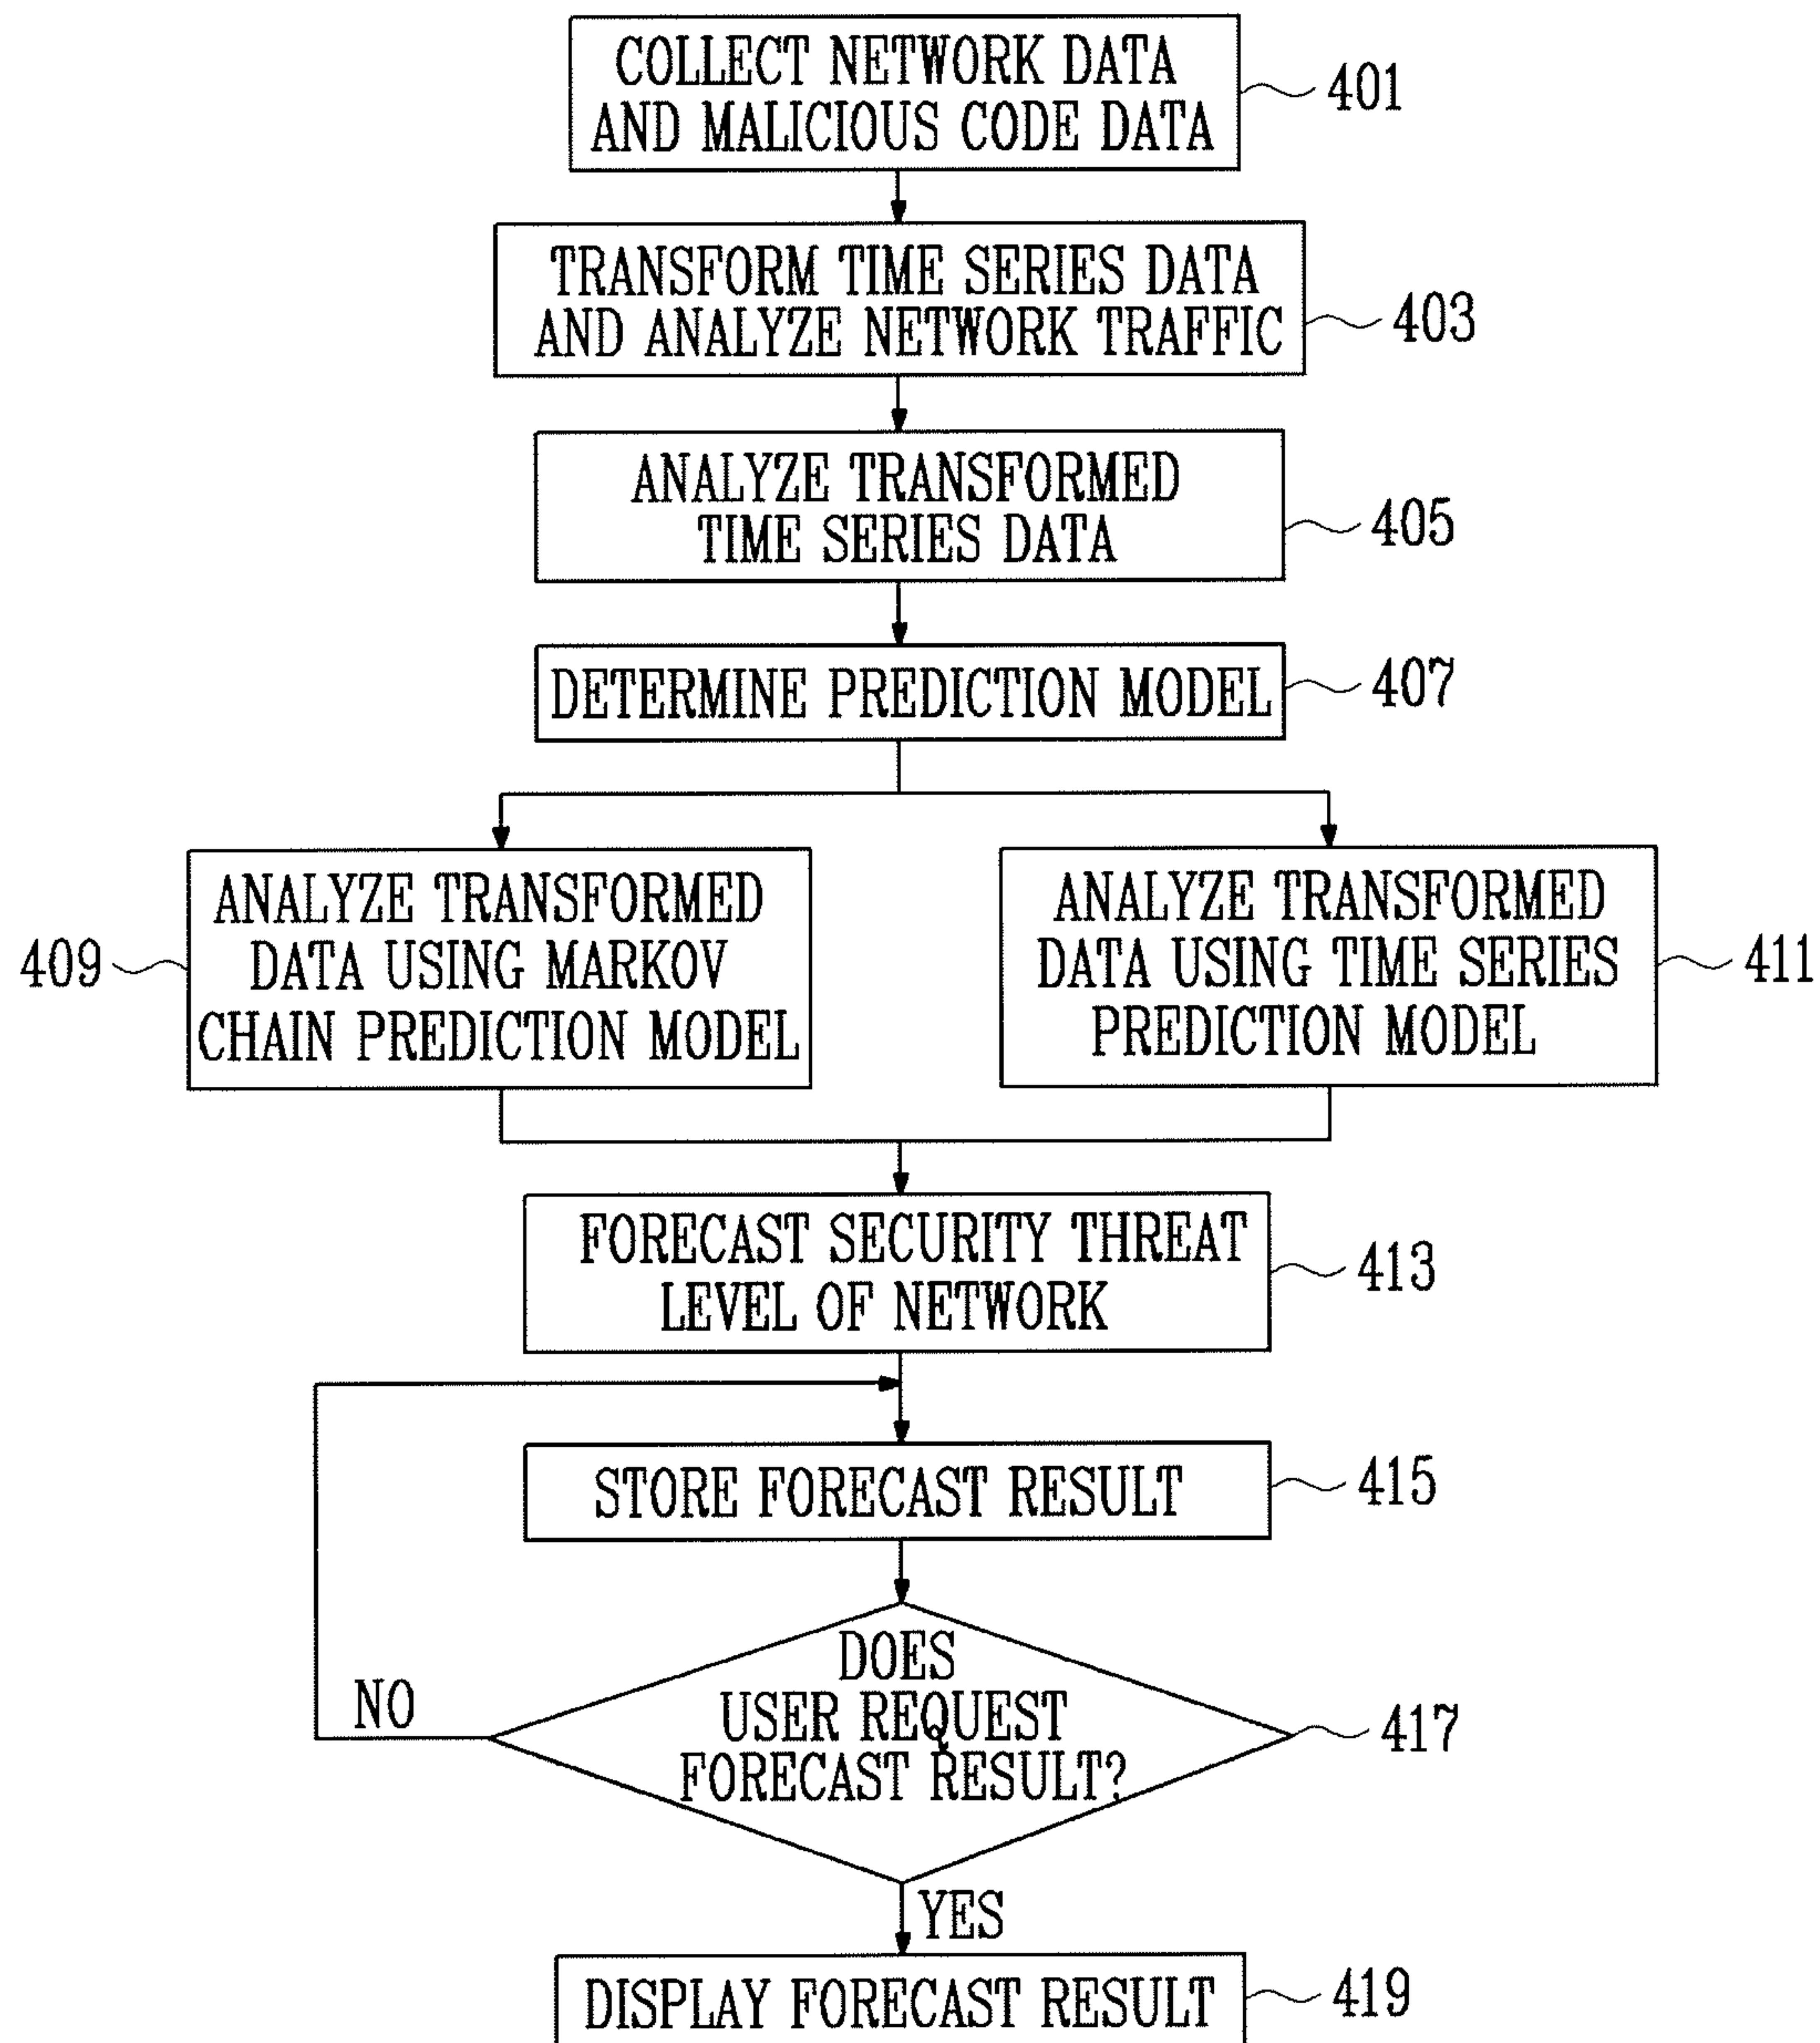 COLLECT NETWORK DATA
AND MALICIOUS CODE DATA
401
TRANSFORM TIME SERIES DATA
AND ANALYZE NETWORK TRAFFIC
403
ANALYZE TRANSFORMED
TIME SERIES DATA
405
DETERMINE PREDICTION MODEL
407
409
ANALYZE TRANSFORMED
DATA USING MARKOV
CHAIN PREDICTION MODEL
ANALYZE TRANSFORMED
DATA USING TIME SERIES
PREDICTION MODEL
411
FORECAST SECURITY THREAT
LEVEL OF NETWORK
413
STORE FORECAST RESULT
415
DOES
USER REQUEST
FORECAST RESULT?
417
NO
YES
DISPLAY FORECAST RESULT
419